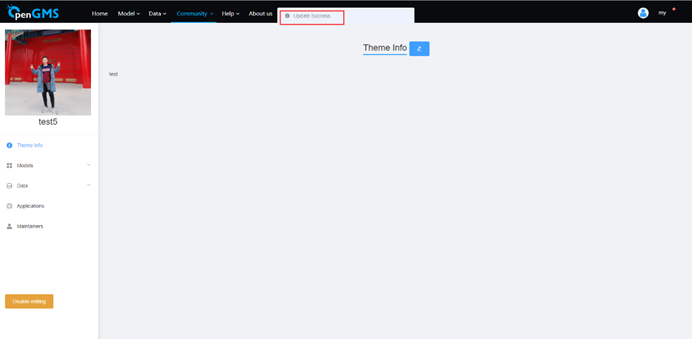 OpenGMS
Home Model Data Community Help About us
Update Success
my
Theme Info
test
test5
Theme Info
Models
Data
Applications
Maintainers
Disable editing